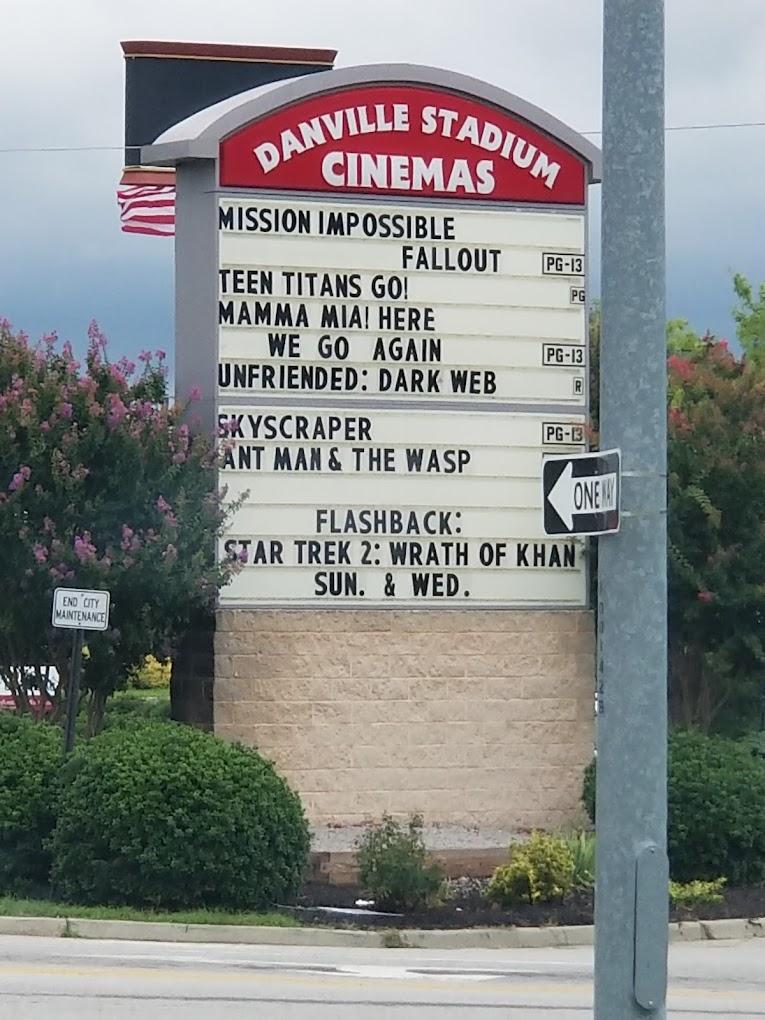 DANVILLE STADIUM
CINEMAS
MISSION IMPOSSIBLE
FALLOUT PG-13
TEEN TITANS GO! PG
MAMMA MIA! HERE
WE GO AGAIN PG-13
UNFRIENDED: DARK WEB R
SKYSCRAPER PG-13
ANT MAN & THE WASP
FLASHBACK:
STAR TREK 2: WRATH OF KHAN
SUN. & WED.
ONE WAY
END CITY
MAINTENANCE